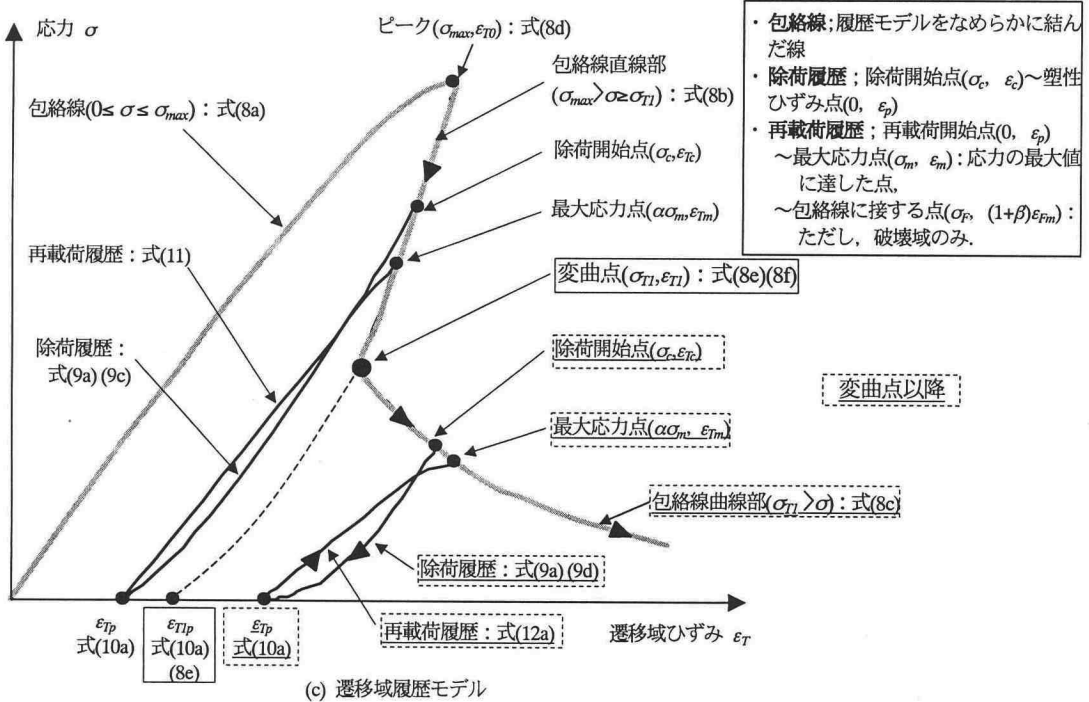 応力 σ
ピーク(σmax,εT0)：式(8d)
包絡線直線部
(σmax>σ≥σT1)：式(8b)
包絡線(0≤ σ ≤ σmax)：式(8a)
除荷開始点(σc,εTc)
最大応力点(ασm,εTm)
再載荷履歴：式(11)
変曲点(σT1,εT1)：式(8e)(8f)
除荷履歴：
式(9a) (9c)
除荷開始点(σc,εTc)
変曲点以降
最大応力点(ασm, εTm)
包絡線曲線部(σT1>σ)：式(8c)
除荷履歴：式(9a) (9d)
再載荷履歴：式(12a)
εTp
式(10a)
εT1p
式(10a)
(8e)
εTp
式(10a)
遷移域ひずみ εT
(c) 遷移域履歴モデル
・包絡線;履歴モデルをなめらかに結ん
だ線
・除荷履歴；除荷開始点(σc, εc)～塑性
ひずみ点(0, εp)
・再載荷履歴；再載荷開始点(0, εp)
～最大応力点(σm, εm)：応力の最大値
に達した点,
～包絡線に接する点(σF, (1+β)εFm)：
ただし，破壊域のみ.